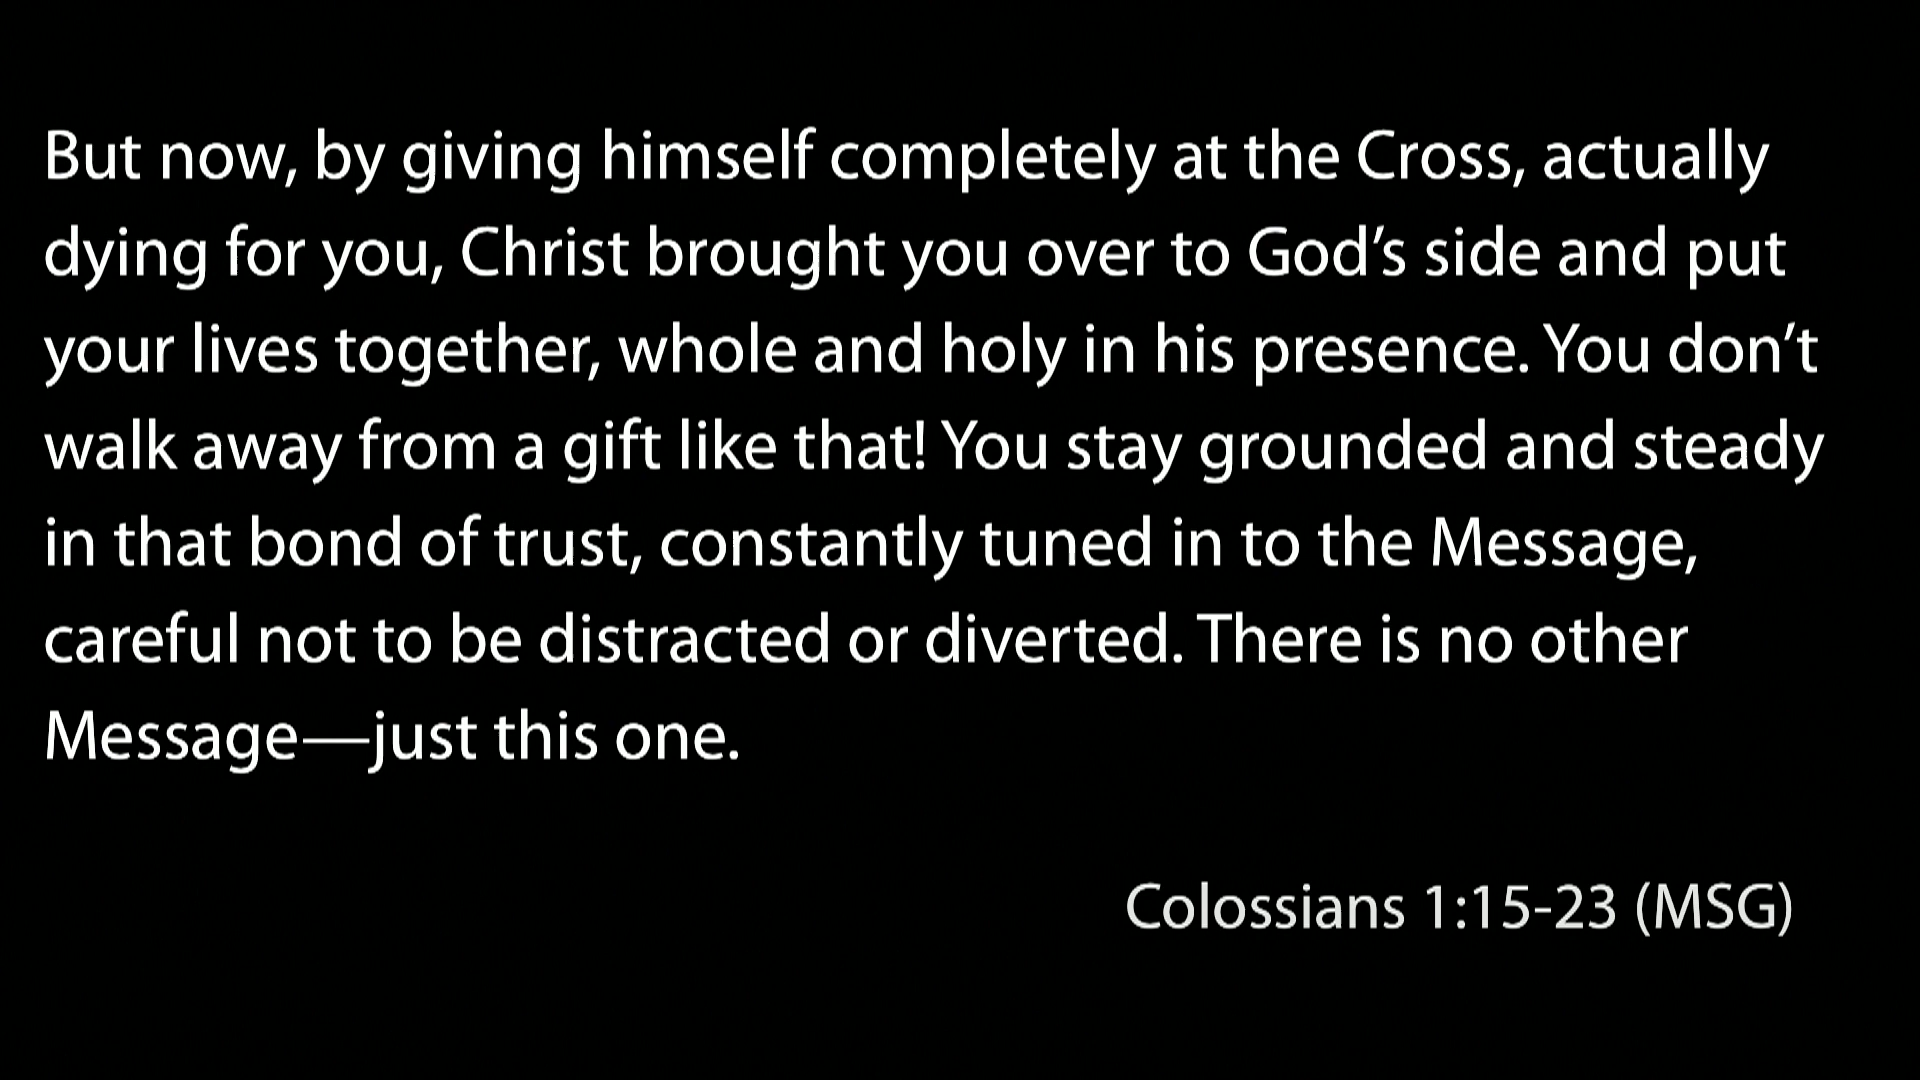 But now, by giving himself completely at the Cross, actually
dying for you, Christ brought you over to God’s side and put
your lives together, whole and holy in his presence. You don’t
walk away from a gift like that! You stay grounded and steady
in that bond of trust, constantly tuned in to the Message,
careful not to be distracted or diverted. There is no other
Message—just this one.
Colossians 1:15-23 (MSG)